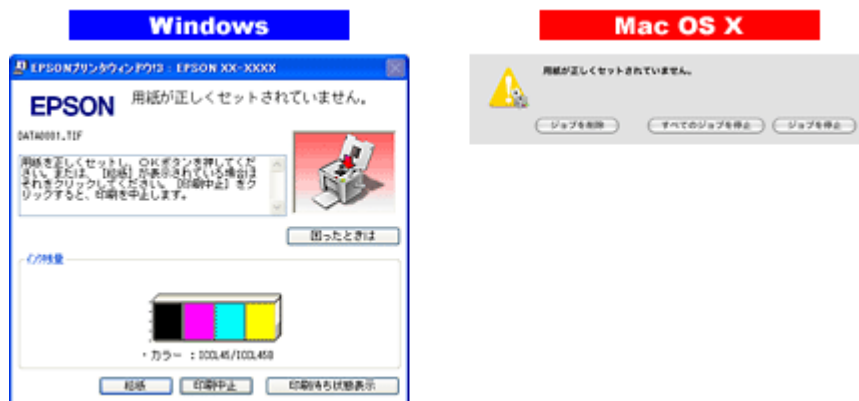 Windows
Mac OS X
EPSONプリンタウィンドウ!3 : EPSON XX-XXXX
EPSON
用紙が正しくセットされていません。
DATA0001.TIF
用紙を正しくセットし、OKボタンを押してくだ
さい。または、[給紙] が表示されている場合は
それをクリックしてください。[印刷中止] をク
リックすると、印刷を中止します。
困ったときは
インク残量
・カラー : ICCL45/ICCL45B
給紙
印刷中止
印刷待ち状態表示
用紙が正しくセットされていません。
ジョブを削除
すべてのジョブを停止
ジョブを停止